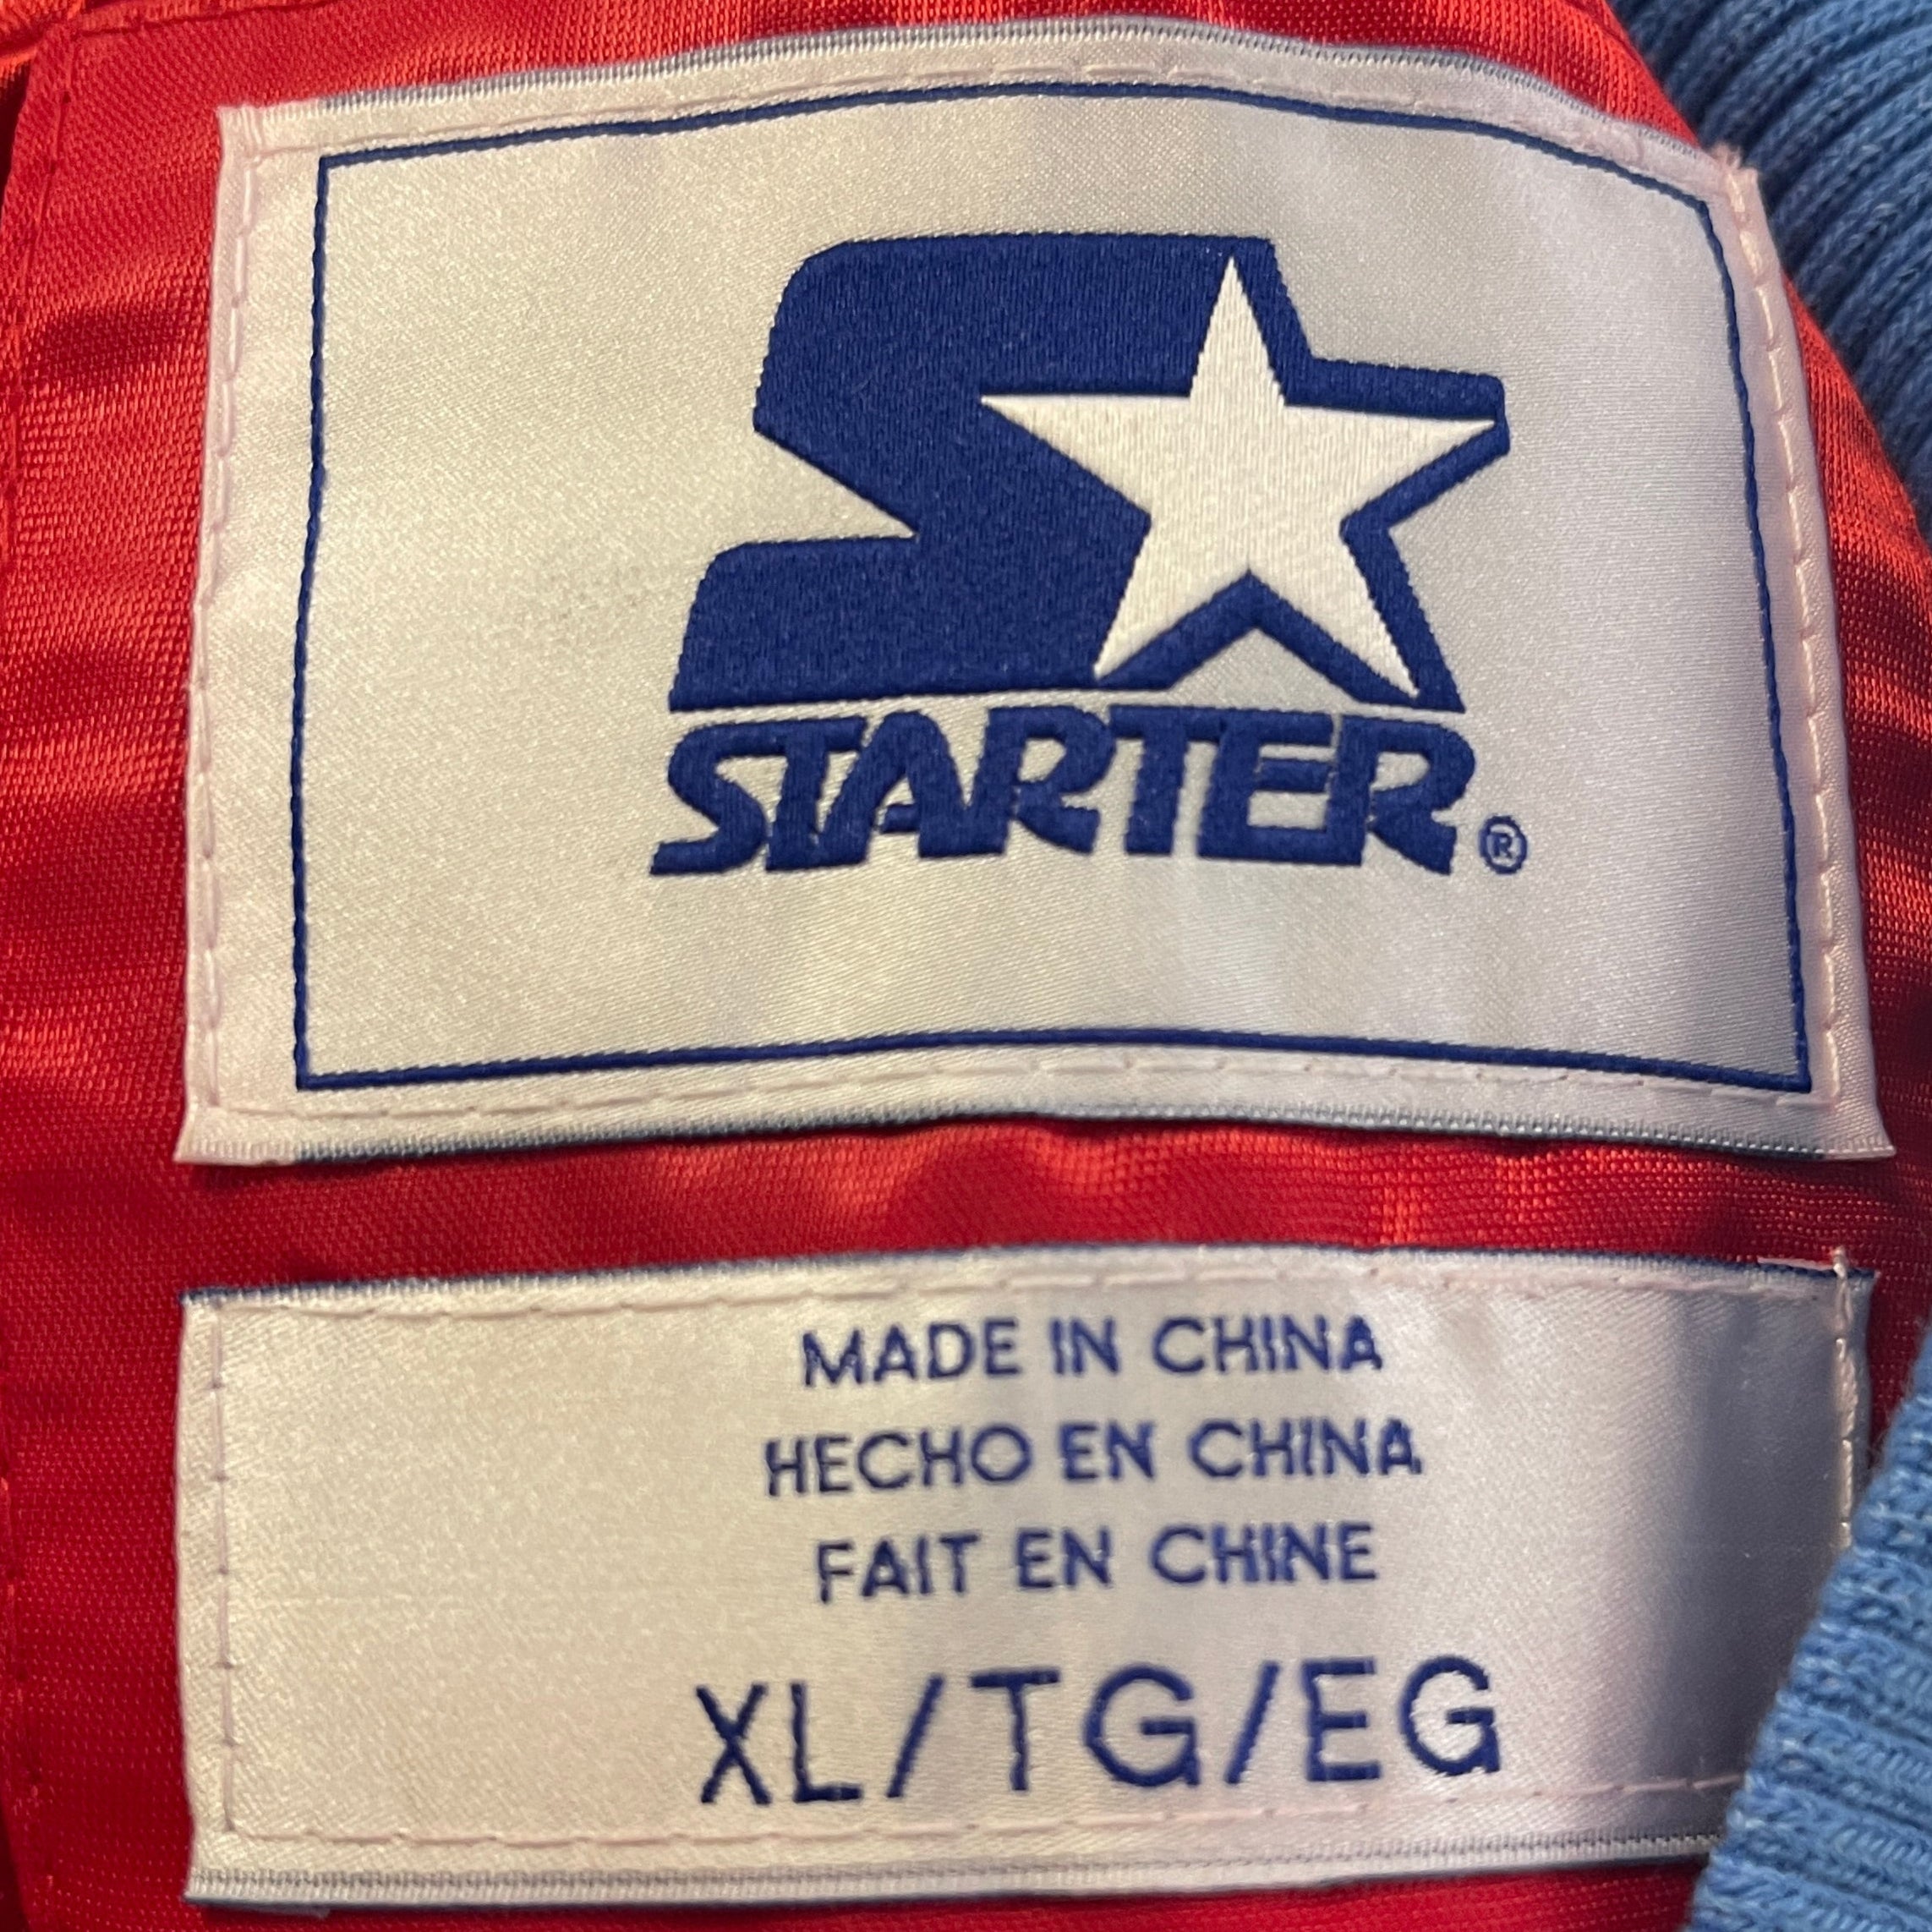 STARTER®
MADE IN CHINA
HECHO EN CHINA
FAIT EN CHINE
XL/TG/EG